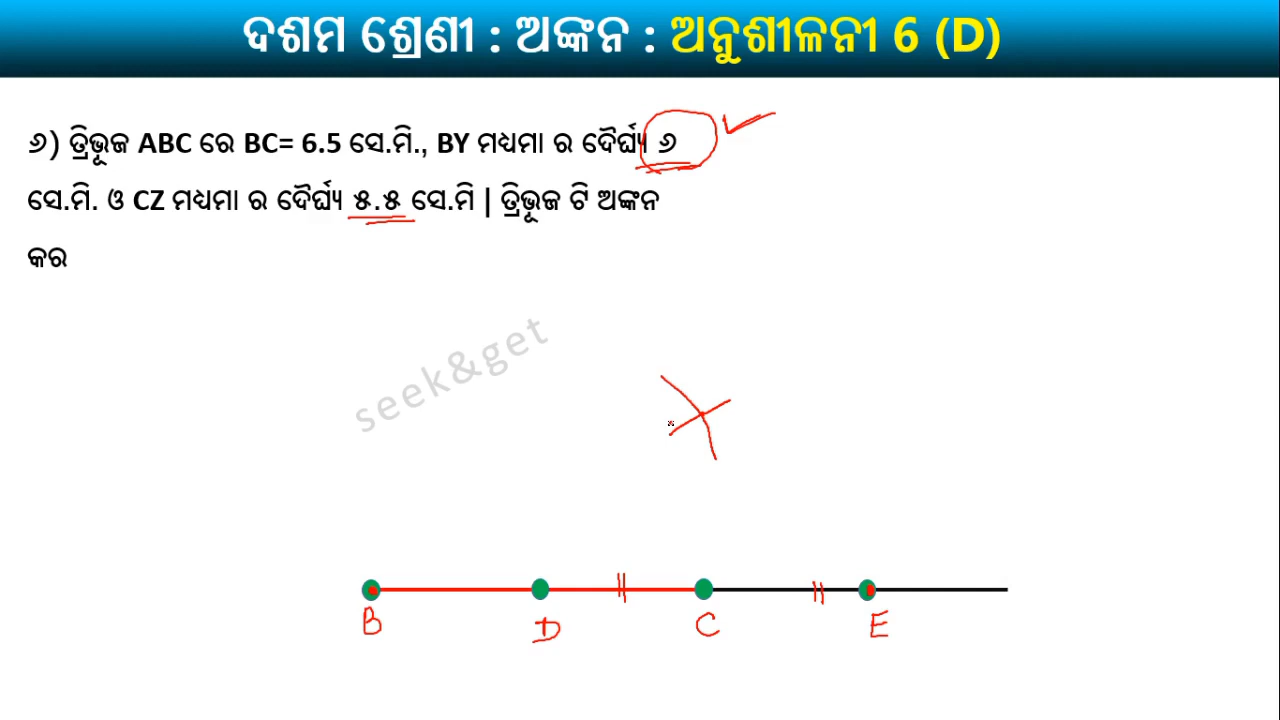 ଦଶମ ଶ୍ରେଣୀ : ଅଙ୍କନ : ଅନୁଶୀଳନୀ 6 (D)
୬) ତ୍ରିଭୂଜ ABC ରେ BC= 6.5 ସେ.ମି., BY ମଧ୍ୟମା ର ଦୈର୍ଘ୍ୟ ୬
ସେ.ମି. ଓ CZ ମଧ୍ୟମା ର ଦୈର୍ଘ୍ୟ ୫.୫ ସେ.ମି | ତ୍ରିଭୂଜ ଟି ଅଙ୍କନ
କର
seek&get
B D C E